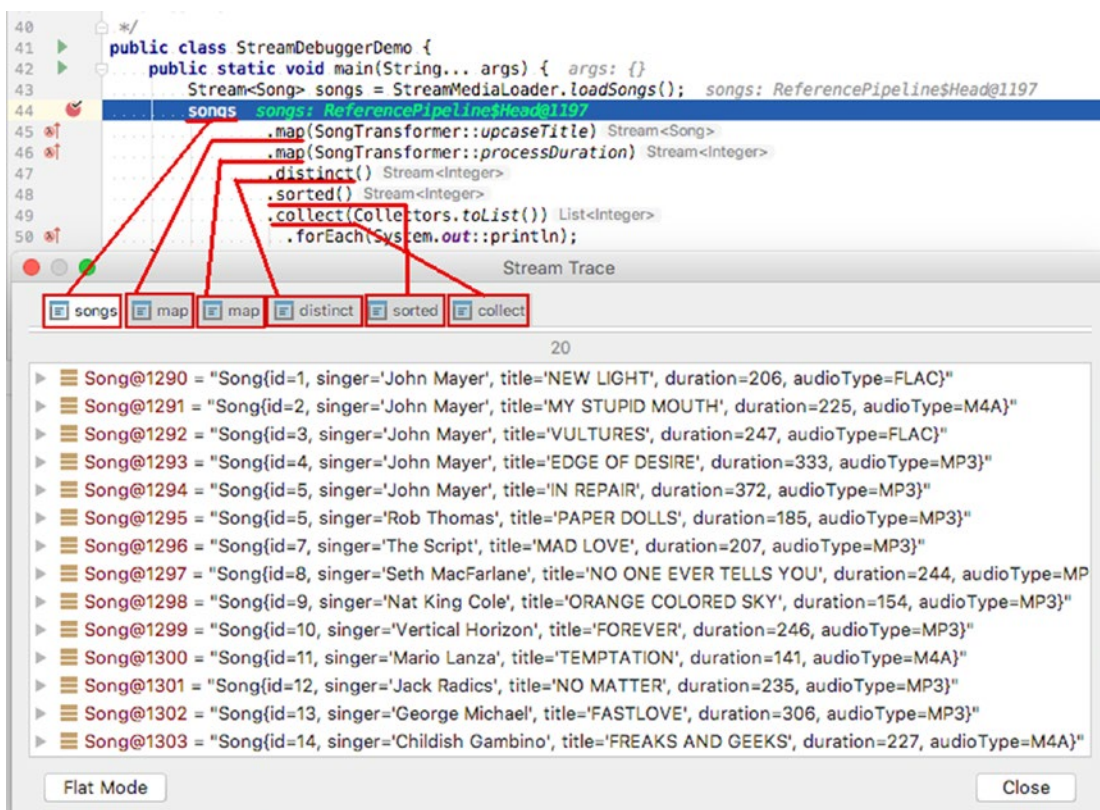 40 */
41 public class StreamDebuggerDemo {
42 public static void main(String... args) { args: {}
43 Stream<Song> songs = StreamMediaLoader.loadSongs(); songs: ReferencePipeline$Head@1197
44 songs songs: ReferencePipeline$Head@1197
45 .map(SongTransformer::upcaseTitle) Stream<Song>
46 .map(SongTransformer::processDuration) Stream<Integer>
47 .distinct() Stream<Integer>
48 .sorted() Stream<Integer>
49 .collect(Collectors.toList()) List<Integer>
50 .forEach(System.out::println);
Stream Trace
songs map map distinct sorted collect
20
Song@1290 = "Song{id=1, singer='John Mayer', title='NEW LIGHT', duration=206, audioType=FLAC}"
Song@1291 = "Song{id=2, singer='John Mayer', title='MY STUPID MOUTH', duration=225, audioType=M4A}"
Song@1292 = "Song{id=3, singer='John Mayer', title='VULTURES', duration=247, audioType=FLAC}"
Song@1293 = "Song{id=4, singer='John Mayer', title='EDGE OF DESIRE', duration=333, audioType=MP3}"
Song@1294 = "Song{id=5, singer='John Mayer', title='IN REPAIR', duration=372, audioType=MP3}"
Song@1295 = "Song{id=5, singer='Rob Thomas', title='PAPER DOLLS', duration=185, audioType=MP3}"
Song@1296 = "Song{id=7, singer='The Script', title='MAD LOVE', duration=207, audioType=MP3}"
Song@1297 = "Song{id=8, singer='Seth MacFarlane', title='NO ONE EVER TELLS YOU', duration=244, audioType=MP
Song@1298 = "Song{id=9, singer='Nat King Cole', title='ORANGE COLORED SKY', duration=154, audioType=MP3}"
Song@1299 = "Song{id=10, singer='Vertical Horizon', title='FOREVER', duration=246, audioType=MP3}"
Song@1300 = "Song{id=11, singer='Mario Lanza', title='TEMPTATION', duration=141, audioType=M4A}"
Song@1301 = "Song{id=12, singer='Jack Radics', title='NO MATTER', duration=235, audioType=MP3}"
Song@1302 = "Song{id=13, singer='George Michael', title='FASTLOVE', duration=306, audioType=MP3}"
Song@1303 = "Song{id=14, singer='Childish Gambino', title='FREAKS AND GEEKS', duration=227, audioType=M4A}"
Flat Mode Close